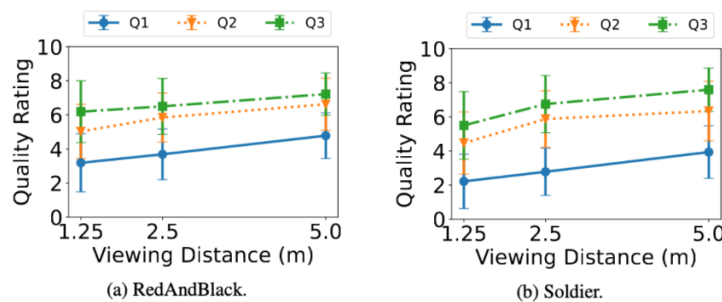 Q1 Q2 Q3
10
8
6
4
2
0
Quality Rating
1.25 2.5 5.0
Viewing Distance (m)
(a) RedAndBlack.
Q1 Q2 Q3
10
8
6
4
2
0
Quality Rating
1.25 2.5 5.0
Viewing Distance (m)
(b) Soldier.